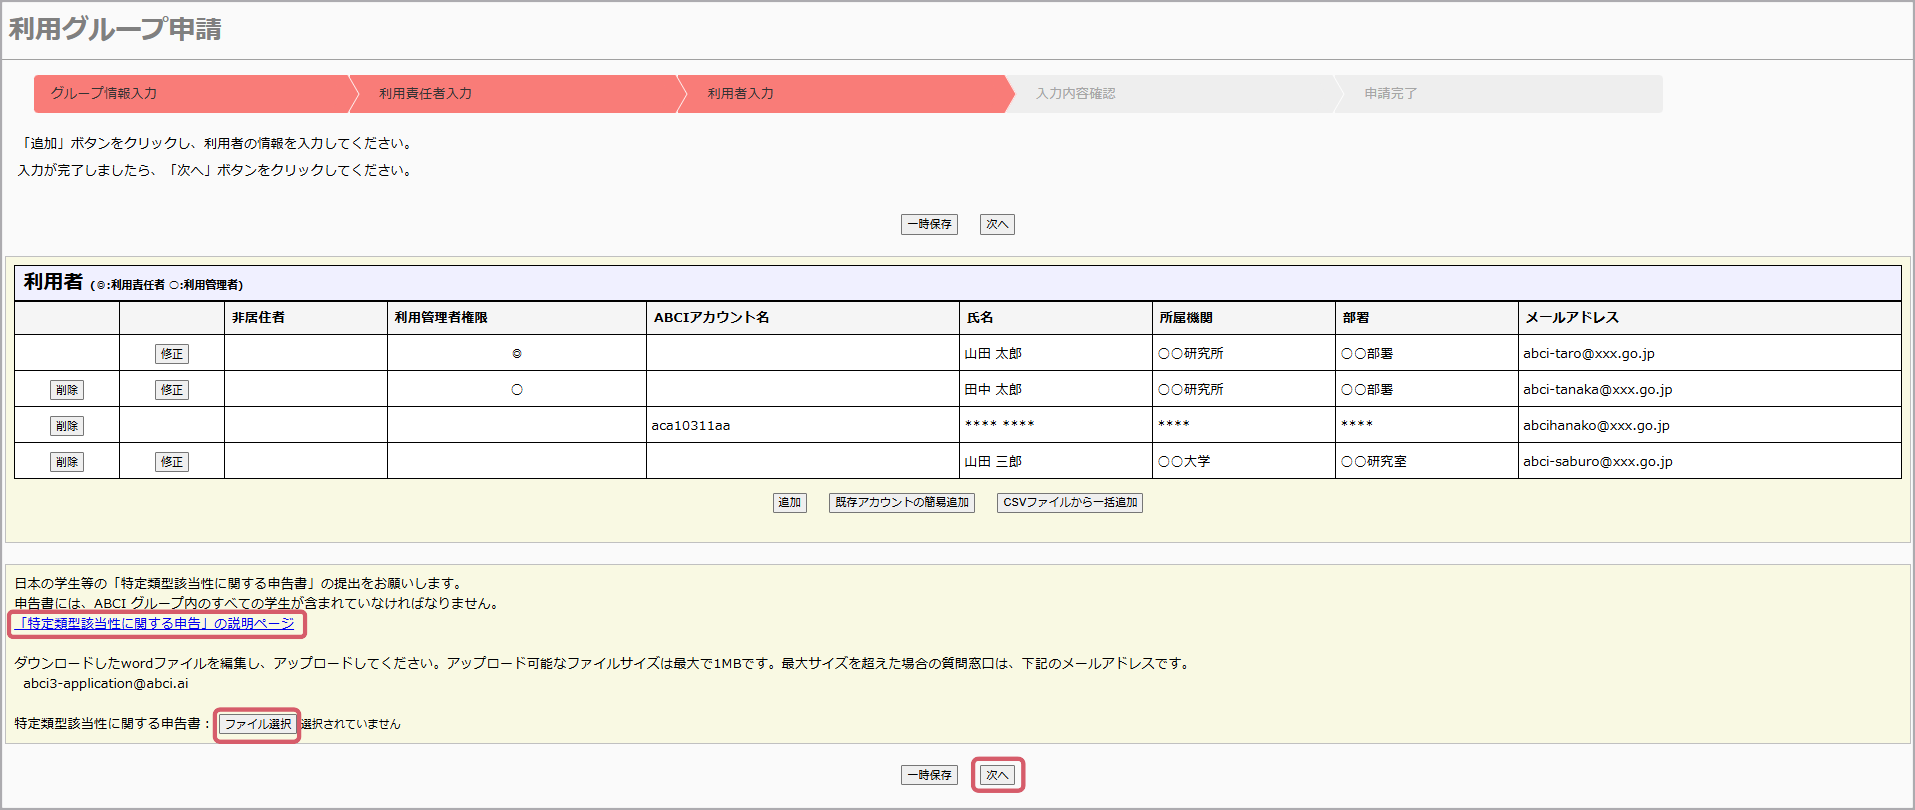 利用グループ申請
グループ情報入力 利用責任者入力 利用者入力 入力内容確認 申請完了
「追加」ボタンをクリックし、利用者の情報を入力してください。
入力が完了しましたら、「次へ」ボタンをクリックしてください。
一時保存 次へ
利用者 (◎:利用責任者 ○:利用管理者)
非居住者 利用管理者権限 ABCIアカウント名 氏名 所属機関 部署 メールアドレス
修正 ◎ 山田 太郎 ○○研究所 ○○部署 abci-taro@xxx.go.jp
削除 修正 ○ 田中 太郎 ○○研究所 ○○部署 abci-tanaka@xxx.go.jp
削除 aca10311aa **** **** **** **** abcihanako@xxx.go.jp
削除 修正 山田 三郎 ○○大学 ○○研究室 abci-saburo@xxx.go.jp
追加 既存アカウントの簡易追加 CSVファイルから一括追加
日本の学生等の「特定類型該当性に関する申告書」の提出をお願いします。
申告書には、ABCI グループ内のすべての学生が含まれていなければなりません。
「特定類型該当性に関する申告」の説明ページ
ダウンロードしたwordファイルを編集し、アップロードしてください。アップロード可能なファイルサイズは最大で1MBです。最大サイズを超えた場合の質問窓口は、下記のメールアドレスです。
abci3-application@abci.ai
特定類型該当性に関する申告書： ファイル選択 選択されていません
一時保存 次へ